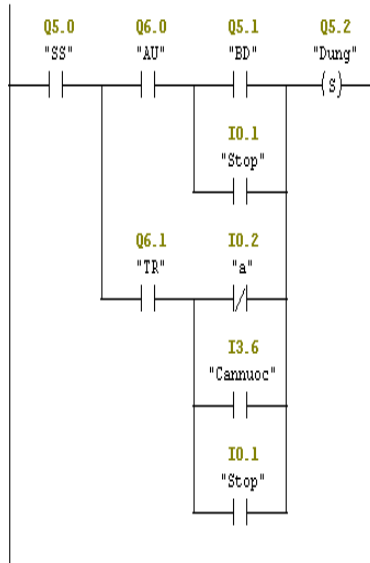 Q5.0 Q6.0 Q5.1 Q5.2
"SS" "AU" "BD" "Dung"
(S)
I0.1
"Stop"
Q6.1 I0.2
"TR" "a"
I3.6
"Cannuoc"
I0.1
"Stop"